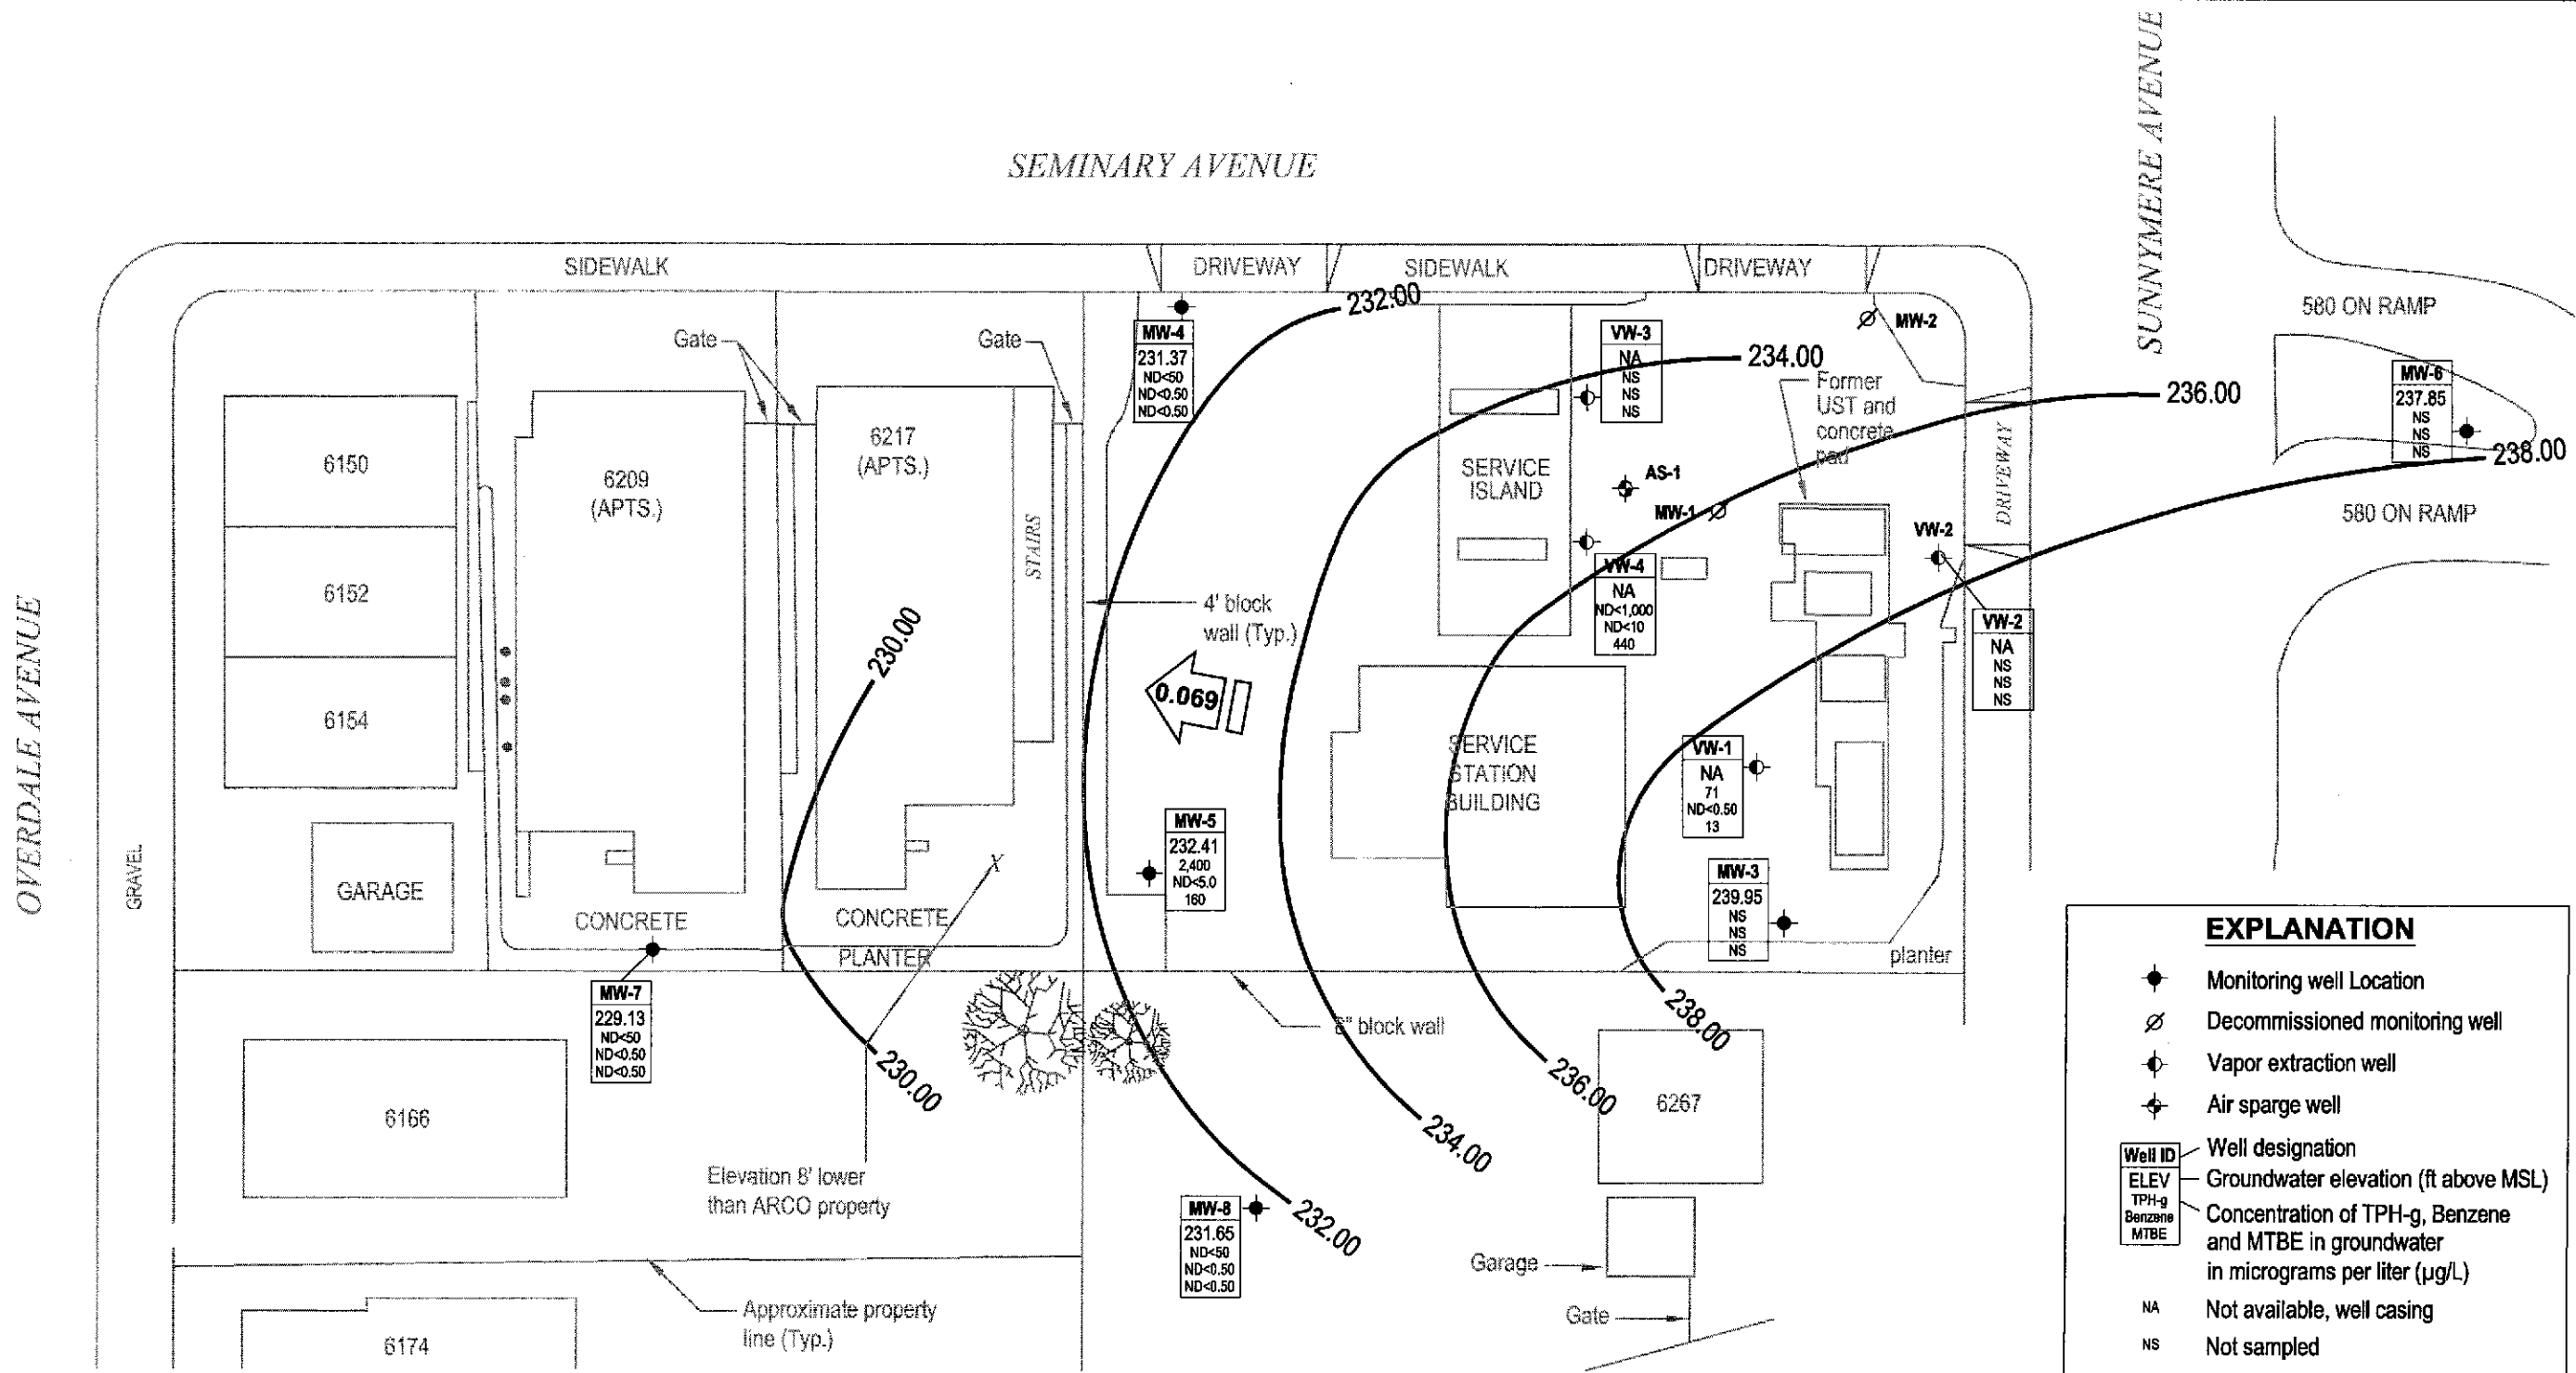 SEMINARY AVENUE
SUNNYMERE AVENUE
OVERDALE AVENUE
SIDEWALK
DRIVEWAY
SIDEWALK
DRIVEWAY
580 ON RAMP
580 ON RAMP
DRIVEWAY
Gate
Gate
232.00
234.00
236.00
238.00
MW-4
231.37
ND<50
ND<0.50
ND<0.50
VW-3
NA
NS
NS
NS
MW-2
Former
UST and
concrete
pad
MW-6
237.85
NS
NS
NS
6150
6152
6154
6209
(APTS.)
6217
(APTS.)
STAIRS
SERVICE
ISLAND
AS-1
MW-1
VW-2
VW-4
NA
ND<1,000
ND<10
440
VW-2
NA
NS
NS
NS
4' block
wall (Typ.)
230.00
0.069
SERVICE
STATION
BUILDING
VW-1
NA
71
ND<0.50
13
MW-5
232.41
2,400
ND<5.0
160
MW-3
239.95
NS
NS
NS
GRAVEL
GARAGE
CONCRETE
CONCRETE
PLANTER
X
planter
MW-7
229.13
ND<50
ND<0.50
ND<0.50
block wall
230.00
232.00
234.00
236.00
238.00
6166
6267
Elevation 8' lower
than ARCO property
MW-8
231.65
ND<50
ND<0.50
ND<0.50
Garage
Gate
Approximate property
line (Typ.)
6174
EXPLANATION
Monitoring well Location
Decommissioned monitoring well
Vapor extraction well
Air sparge well
Well ID
ELEV
TPH-g
Benzene
MTBE
Well designation
Groundwater elevation (ft above MSL)
Concentration of TPH-g, Benzene
and MTBE in groundwater
in micrograms per liter (µg/L)
NA Not available, well casing
NS Not sampled